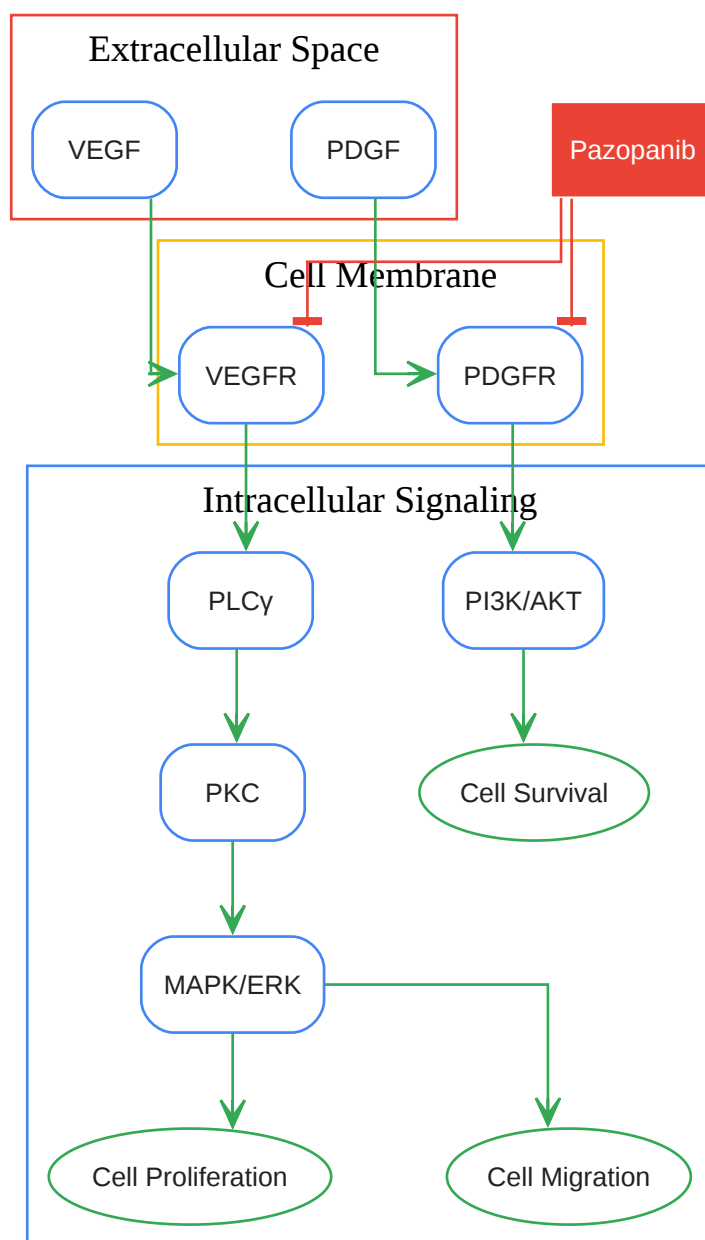 Extracellular Space
VEGF
PDGF
Pazopanib
Cell Membrane
VEGFR
PDGFR
Intracellular Signaling
PLCγ
PI3K/AKT
PKC
Cell Survival
MAPK/ERK
Cell Proliferation
Cell Migration